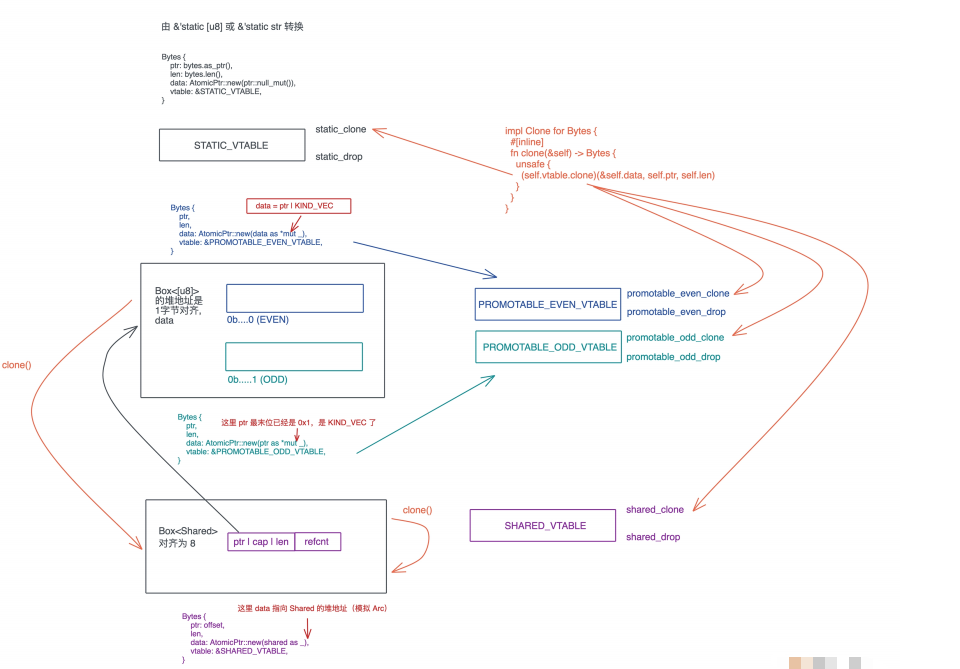 由 &'static [u8] 或 &'static str 转换
Bytes {
ptr: bytes.as_ptr(),
len: bytes.len(),
data: AtomicPtr::new(ptr::null_mut()),
vtable: &STATIC_VTABLE,
}
STATIC_VTABLE
static_clone
static_drop
impl Clone for Bytes {
#[inline]
fn clone(&self) -> Bytes {
unsafe {
(self.vtable.clone)(&self.data, self.ptr, self.len)
}
}
}
data = ptr | KIND_VEC
Bytes {
ptr,
len,
data: AtomicPtr::new(data as *mut _),
vtable: &PROMOTABLE_EVEN_VTABLE,
}
Box<[u8]>
的堆地址是
1字节对齐,
data
0b....0 (EVEN)
0b.....1 (ODD)
PROMOTABLE_EVEN_VTABLE
promotable_even_clone
promotable_even_drop
PROMOTABLE_ODD_VTABLE
promotable_odd_clone
promotable_odd_drop
clone()
Bytes {
ptr,
len,
data: AtomicPtr::new(ptr as *mut _),
vtable: &PROMOTABLE_ODD_VTABLE,
}
这里 ptr 最末位已经是 0x1，是 KIND_VEC 了
Box<Shared>
对齐为 8
ptr | cap | len
refcnt
clone()
SHARED_VTABLE
shared_clone
shared_drop
这里 data 指向 Shared 的堆地址（模拟 Arc）
Bytes {
ptr: offset,
len,
data: AtomicPtr::new(shared as _),
vtable: &SHARED_VTABLE,
}